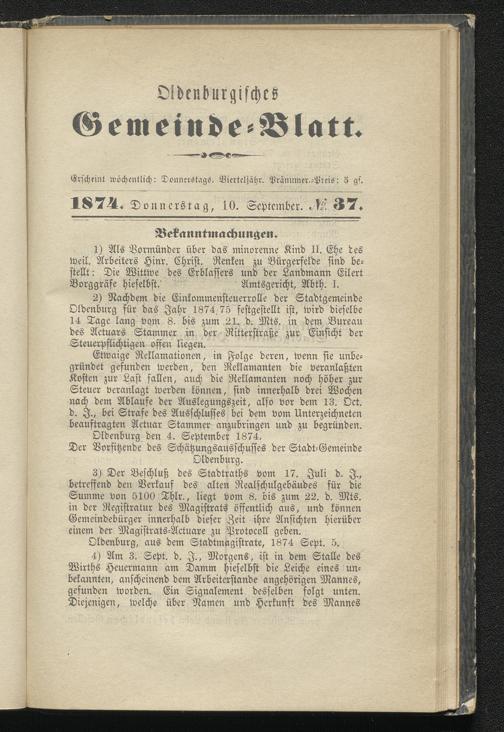 Oldenburgisches
Gemeinde-Blatt.
Erscheint wöchentlich: Donnerstags. Vierteljähr. Pränumer.-Preis: 5 gſ.
1874. Donnerstag, 10. September. № 37.
Bekanntmachungen.
1) Als Vormünder über das minorenne Kind II. Ehe des
weil. Arbeiters Hinr. Christ. Renken zu Bürgerfelde sind be-
stellt: Die Wittwe des Erblassers und der Landmann Eilert
Borggräfe hieselbst. Amtsgericht, Abth. I.
2) Nachdem die Einkommensteuerrolle der Stadtgemeinde
Oldenburg für das Jahr 1874/75 festgestellt ist, wird dieselbe
14 Tage lang vom 8. bis zum 21. d. Mts. in dem Bureau
des Actuars Stammer in der Ritterstraße zur Einsicht der
Steuerpflichtigen offen liegen.
Etwaige Reklamationen, in Folge deren, wenn sie unbe-
gründet gefunden werden, den Reklamanten die veranlaßten
Kosten zur Last fallen, auch die Reklamanten noch höher zur
Steuer veranlagt werden können, sind innerhalb drei Wochen
nach dem Ablaufe der Auslegungszeit, also vor dem 13. Oct.
d. J., bei Strafe des Ausschlusses bei dem vom Unterzeichneten
beauftragten Actuar Stammer anzubringen und zu begründen.
Oldenburg den 4. September 1874.
Der Vorsitzende des Schätzungsausschusses der Stadt-Gemeinde
Oldenburg.
3) Der Beschluß des Stadtraths vom 17. Juli d. J.,
betreffend den Verkauf des alten Realschulgebäudes für die
Summe von 5100 Thlr., liegt vom 8. bis zum 22. d. Mts.
in der Registratur des Magistrats öffentlich aus, und können
Gemeindebürger innerhalb dieser Zeit ihre Ansichten hierüber
einem der Magistrats-Actuare zu Protocoll geben.
Oldenburg, aus dem Stadtmagistrate, 1874 Sept. 5.
4) Am 3. Sept. d. J., Morgens, ist in dem Stalle des
Wirths Heuermann am Damm hieselbst die Leiche eines un-
bekannten, anscheinend dem Arbeiterstande angehörigen Mannes,
gefunden worden. Ein Signalement desselben folgt unten.
Diejenigen, welche über Namen und Herkunft des Mannes